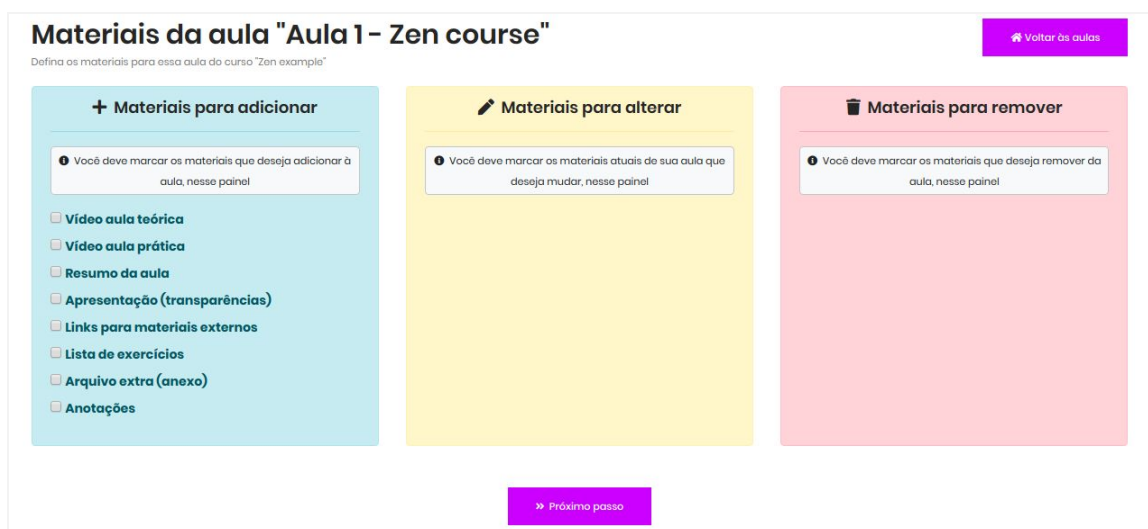 Materiais da aula "Aula 1 - Zen course"
Voltar às aulas
Defina os materiais para essa aula do curso "Zen example"
Materiais para adicionar
Você deve marcar os materiais que deseja adicionar à
aula, nesse painel
Vídeo aula teórica
Vídeo aula prática
Resumo da aula
Apresentação (transparências)
Links para materiais externos
Lista de exercícios
Arquivo extra (anexo)
Anotações
Materiais para alterar
Você deve marcar os materiais atuais de sua aula que
deseja mudar, nesse painel
Materiais para remover
Você deve marcar os materiais que deseja remover da
aula, nesse painel
Próximo passo